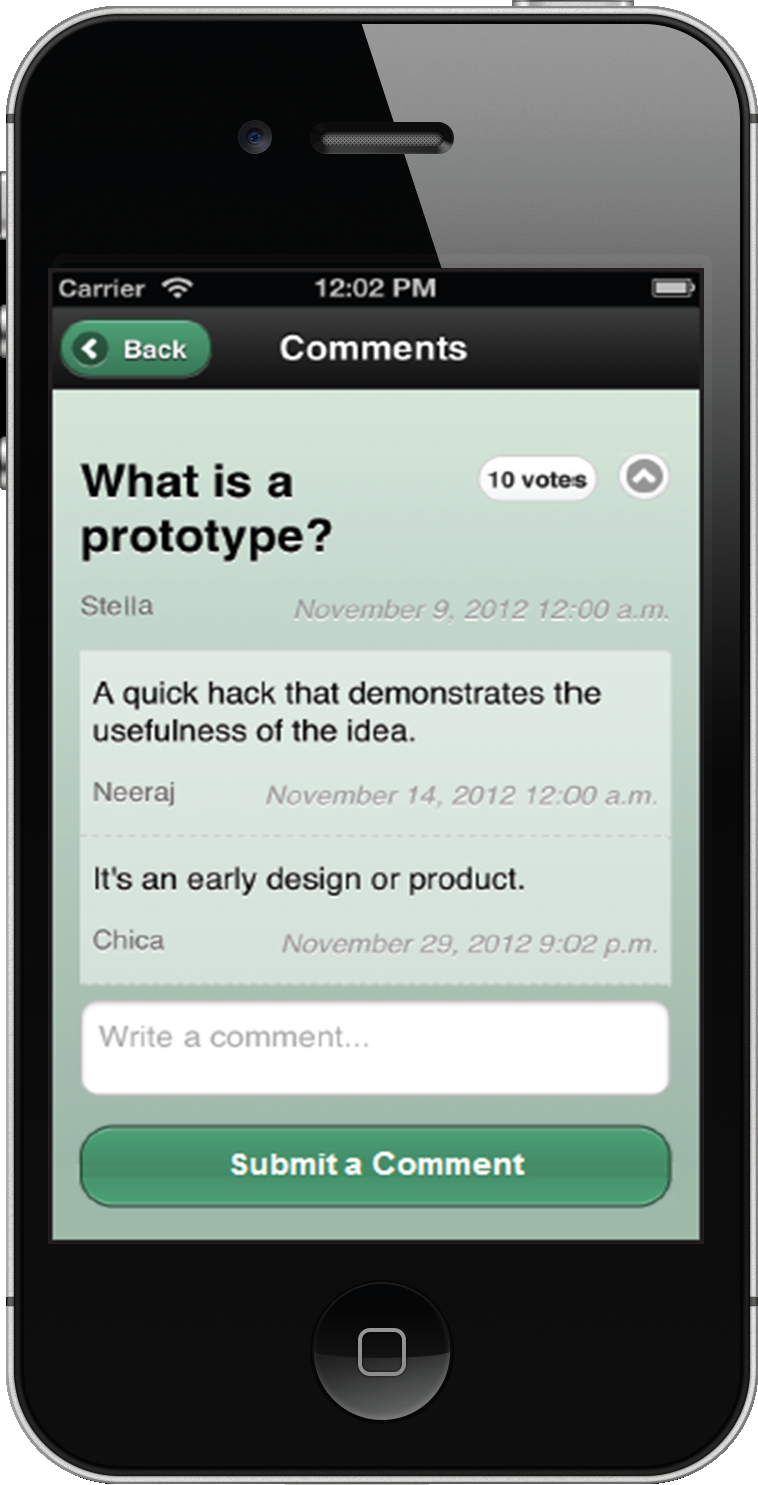 Carrier 12:02 PM
Back Comments
What is a 10 votes
prototype?
Stella November 9, 2012 12:00 a.m.
A quick hack that demonstrates the
usefulness of the idea.
Neeraj November 14, 2012 12:00 a.m.
It's an early design or product.
Chica November 29, 2012 9:02 p.m.
Write a comment...
Submit a Comment